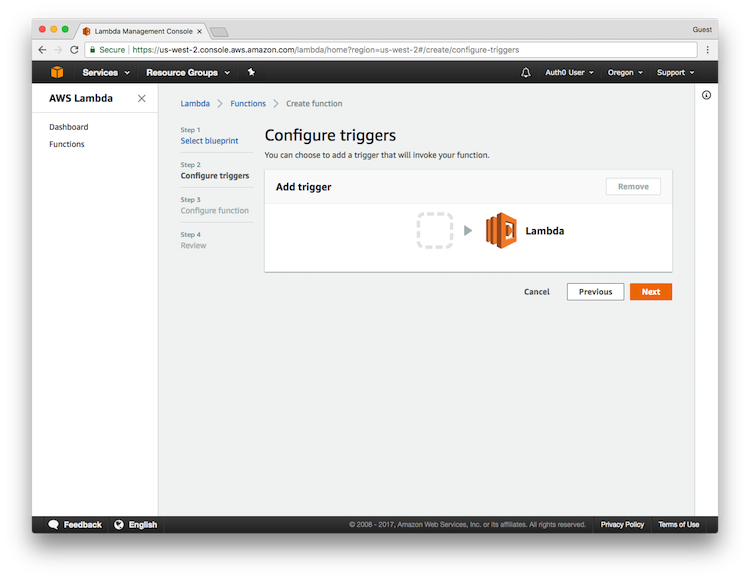 Lambda Management Console
Guest
Secure https://us-west-2.console.aws.amazon.com/lambda/home?region=us-west-2#/create/configure-triggers
Services Resource Groups Auth0 User Oregon Support
AWS Lambda
Dashboard
Functions
Lambda Functions Create function
Step 1
Select blueprint
Step 2
Configure triggers
Step 3
Configure function
Step 4
Review
Configure triggers
You can choose to add a trigger that will invoke your function.
Add trigger Remove
Lambda
Cancel Previous Next
Feedback English © 2008 - 2017, Amazon Web Services, Inc. or its affiliates. All rights reserved. Privacy Policy Terms of Use